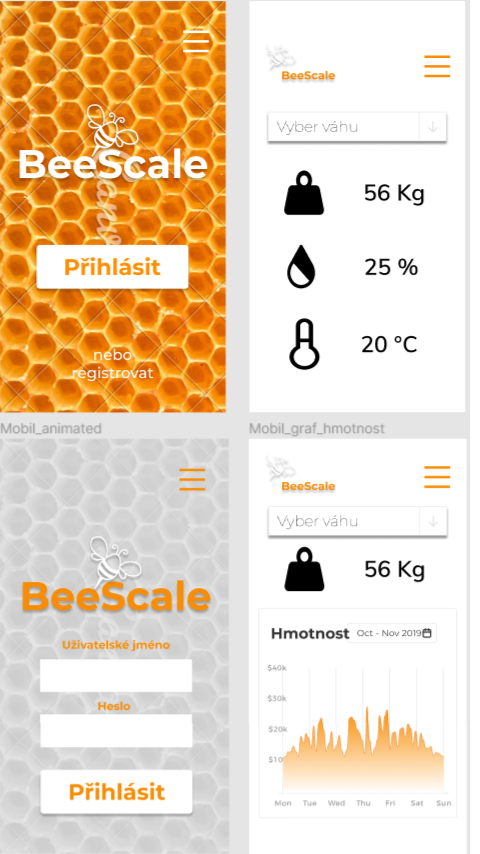 BeeScale
Přihlásit
nebo
registrovat
BeeScale
Vyber váhu
56 Kg
25 %
20 °C
Mobil_animated
Mobil_graf_hmotnost
BeeScale
Uživatelské jméno
Heslo
Přihlásit
BeeScale
Vyber váhu
56 Kg
Hmotnost
Oct - Nov 2019
$40k
$30k
$20k
$10
Mon Tue Wed Thu Fri Sat Sun